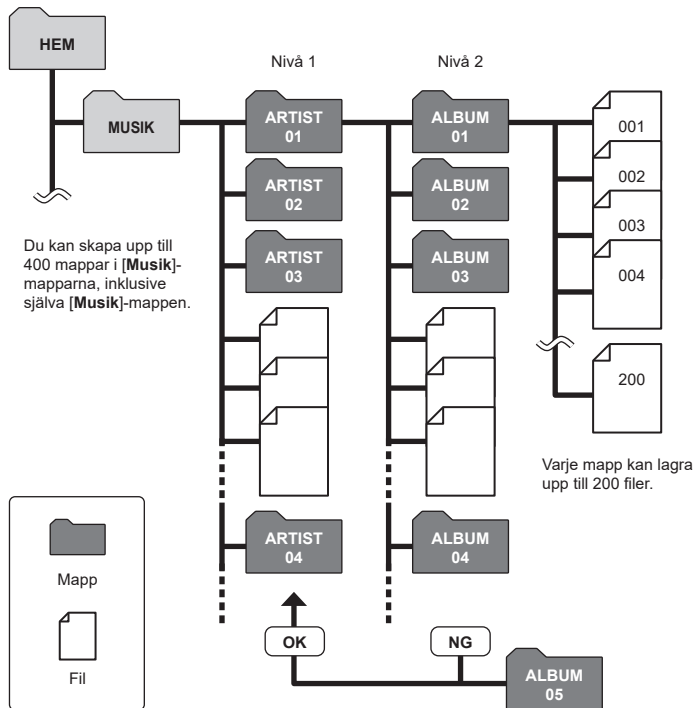 HEM
Nivå 1
Nivå 2
MUSIK
ARTIST
01
ALBUM
01
001
002
003
004
200
ARTIST
02
ALBUM
02
ARTIST
03
ALBUM
03
Du kan skapa upp till
400 mappar i [Musik]-
mapparna, inklusive
själva [Musik]-mappen.
Varje mapp kan lagra
upp till 200 filer.
ARTIST
04
ALBUM
04
Mapp
Fil
OK
NG
ALBUM
05